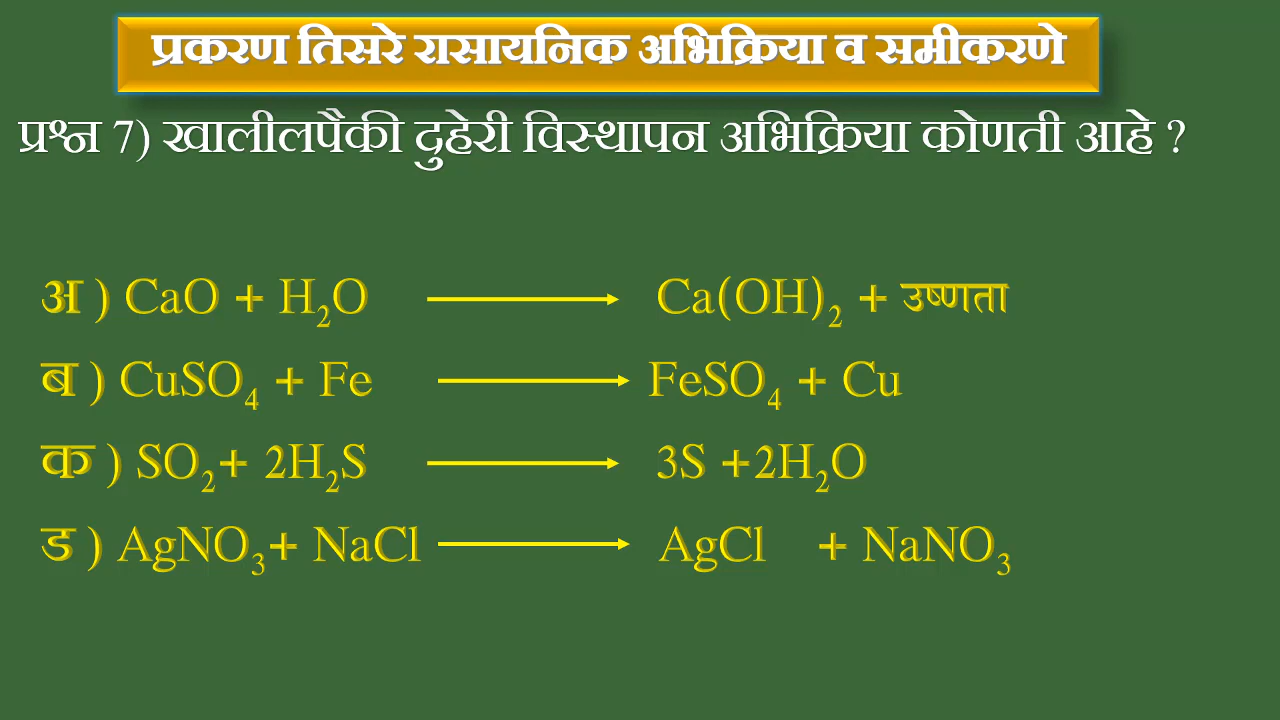 प्रकरण तिसरे रासायनिक अभिक्रिया व समीकरणे
प्रश्न 7) खालीलपैकी दुहेरी विस्थापन अभिक्रिया कोणती आहे ?
अ ) CaO + H₂O ⟶ Ca(OH)₂ + उष्णता
ब ) CuSO₄ + Fe ⟶ FeSO₄ + Cu
क ) SO₂+ 2H₂S ⟶ 3S +2H₂O
ड ) AgNO₃+ NaCl ⟶ AgCl + NaNO₃